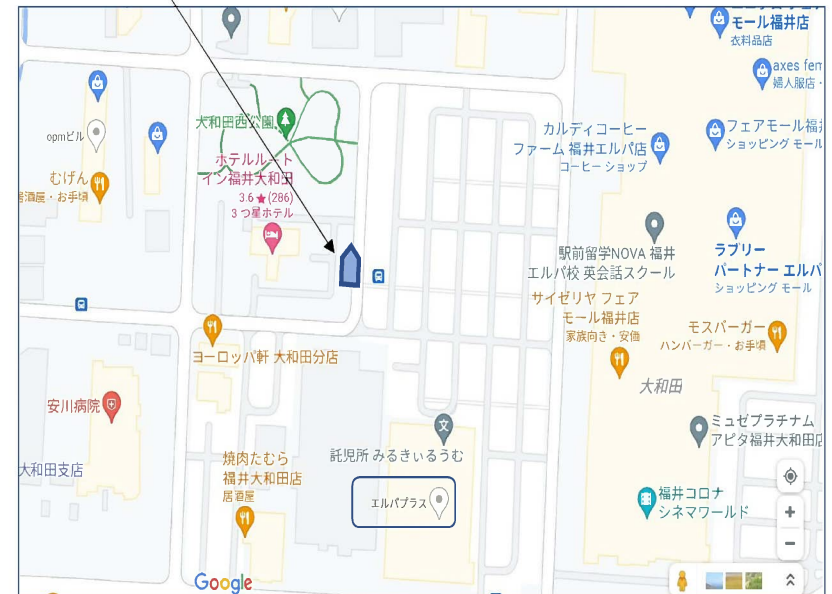 モール福井店
衣料品店
axes fem
婦人服店・
大和田西公園
opmビル
カルディコーヒー
ファーム 福井エルパ店
コーヒー ショップ
フェアモール福井
ショッピング モール
ホテルルート
イン福井大和田
3.6★(286)
3 つ星ホテル
むげん
居酒屋・お手頃
駅前留学NOVA 福井
エルパ校 英会話スクール
ラブリー
パートナー エルパ
ショッピング モール
サイゼリヤ フェア
モール福井店
家族向き・安価
モスバーガー
ハンバーガー・お手頃
ヨーロッパ軒 大和田分店
大和田
安川病院
ミュゼプラチナム
アピタ福井大和田店
文
託児所 みるきぃるうむ
大和田支店
焼肉たむら
福井大和田店
居酒屋
エルパプラス
福井コロナ
シネマワールド
Google